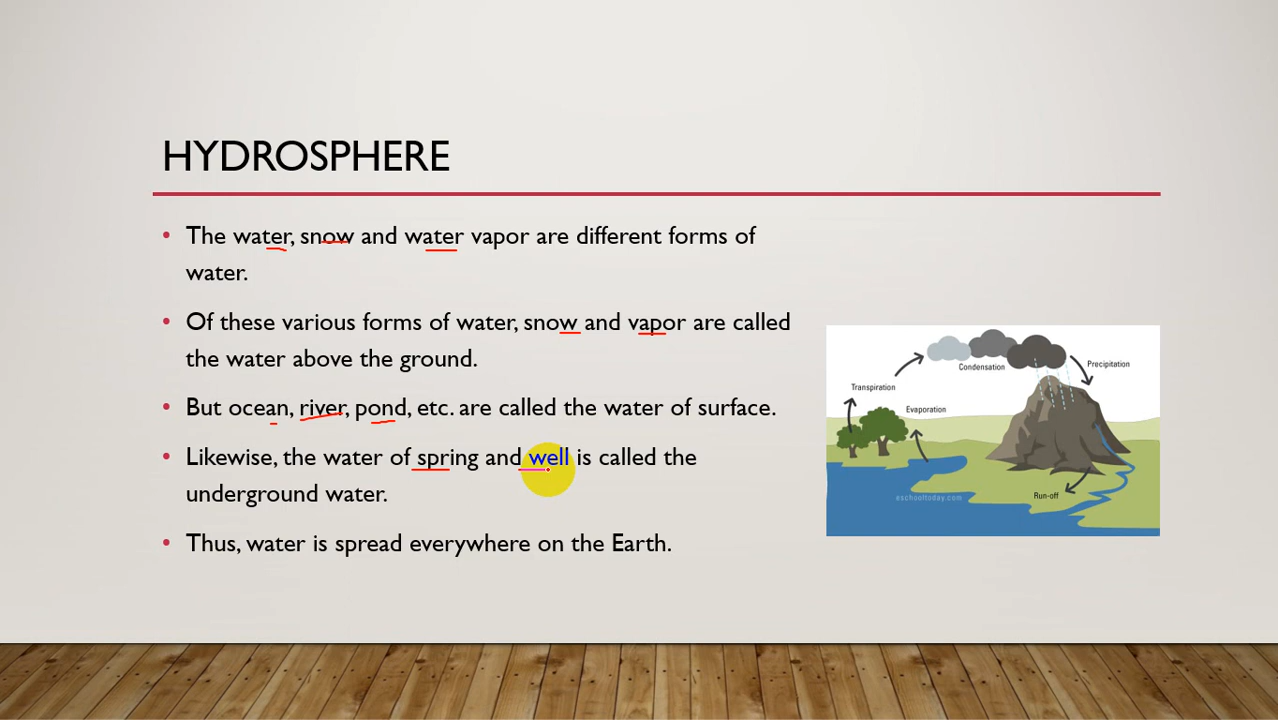 HYDROSPHERE
• The water, snow and water vapor are different forms of
water.
• Of these various forms of water, snow and vapor are called
the water above the ground.
• But ocean, river, pond, etc. are called the water of surface.
• Likewise, the water of spring and well is called the
underground water.
• Thus, water is spread everywhere on the Earth.
Condensation
Precipitation
Transpiration
Evaporation
Run-off
eschooltoday.com